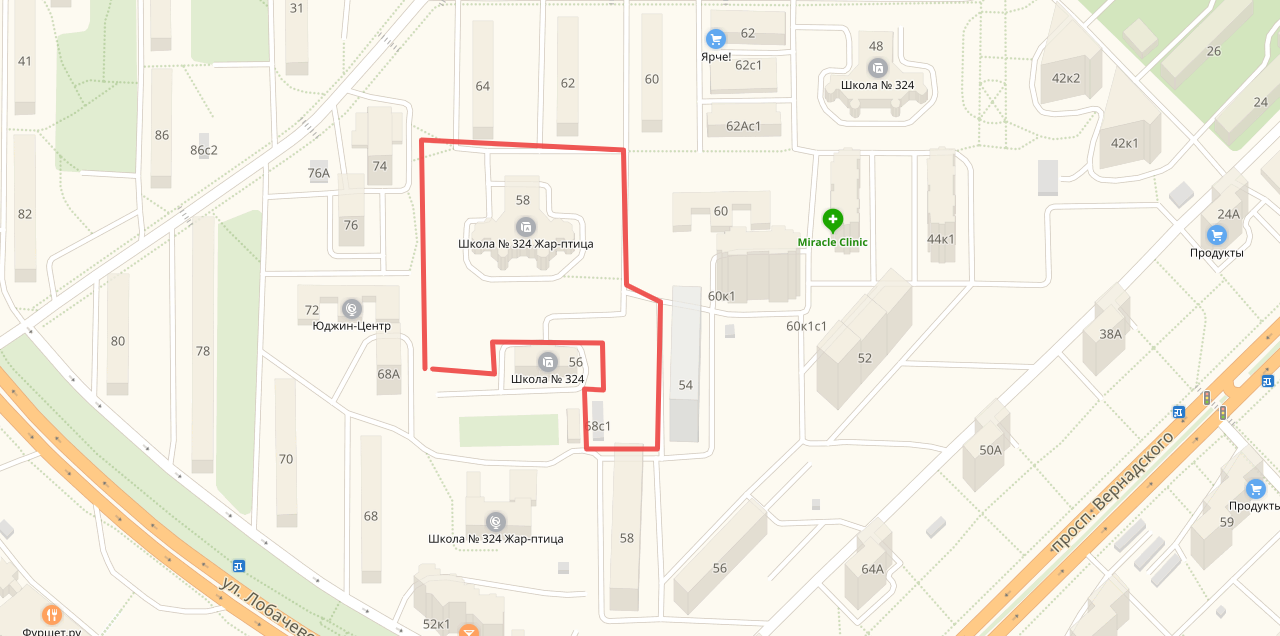 31
62
48
41
Ярче!
62с1
26
64
62
60
Школа № 324
42к2
24
86
62Ас1
86с2
42к1
76А
74
82
58
60
76
24А
Школа № 324 Жар-птица
Miracle Clinic
44к1
Продукты
72
60к1
Юджин-Центр
60к1с1
38А
80
78
56
52
68А
Школа № 324
54
58с1
просп. Вернадского
70
50А
68
Продукты
59
Школа № 324 Жар-птица
58
56
64А
ул. Лобачевс
52к1
Фуршет.ру